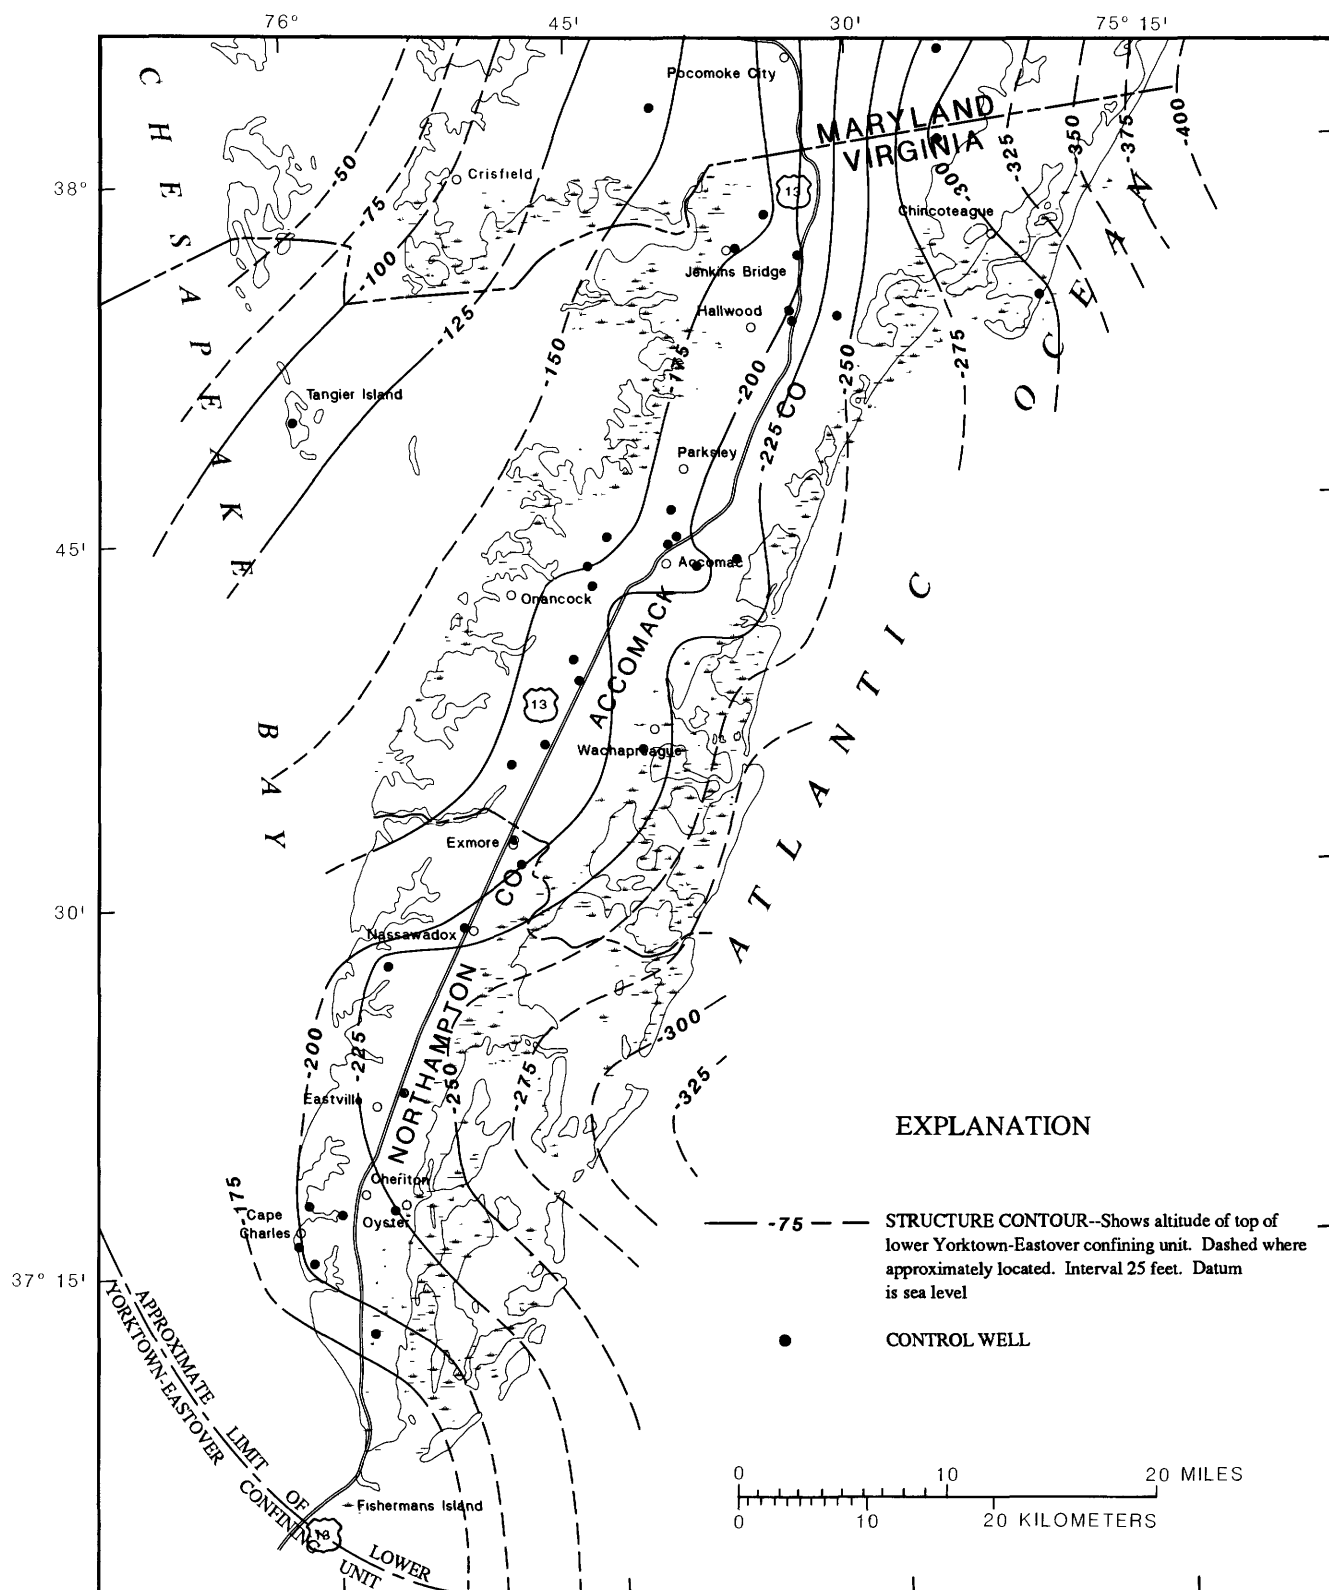 76°
45'
30'
75° 15'
CHESAPEAKE
BAY
Pocomoke City
MARYLAND
VIRGINIA
-50
-75
-100
-125
-150
-175
-200
-225
-250
-275
-300
-325
-350
-375
-400
38°
Crisfield
13
Chincoteague
Jenkins Bridge
Hallwood
Tangier Island
Parksley
45'
Accomac
Onancock
ACCOMACK CO
13
Wachapreague
ATLANTIC OCEAN
Exmore
30'
Nassawadox
NORTHAMPTON CO
-200
-225
-250
-275
-300
-325
Eastville
-175
Cheriton
Cape
Charles
Oyster
37° 15'
APPROXIMATE LIMIT OF LOWER
YORKTOWN-EASTOVER CONFINING UNIT
Fishermans Island
13
EXPLANATION
-75
STRUCTURE CONTOUR--Shows altitude of top of
lower Yorktown-Eastover confining unit. Dashed where
approximately located. Interval 25 feet. Datum
is sea level
CONTROL WELL
0 10 20 MILES
0 10 20 KILOMETERS